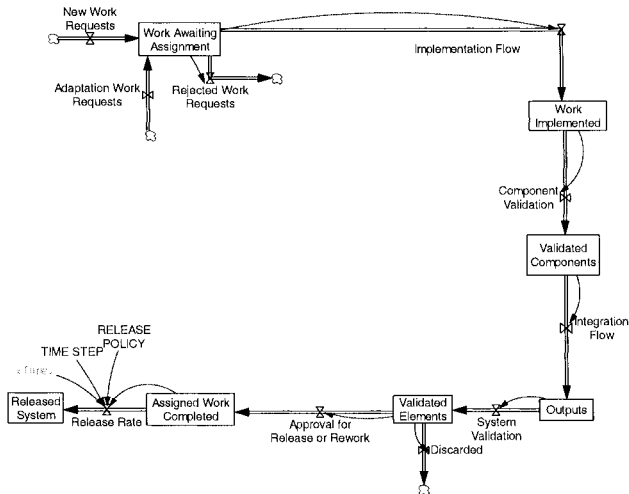 New Work
Requests
Work Awaiting
Assignment
Implementation Flow
Adaptation Work
Requests
Rejected Work
Requests
Work
Implemented
Component
Validation
Validated
Components
Integration
Flow
RELEASE
POLICY
TIME STEP
Released
System
Release Rate
Assigned Work
Completed
Approval for
Release or Rework
Validated
Elements
Discarded
System
Validation
Outputs